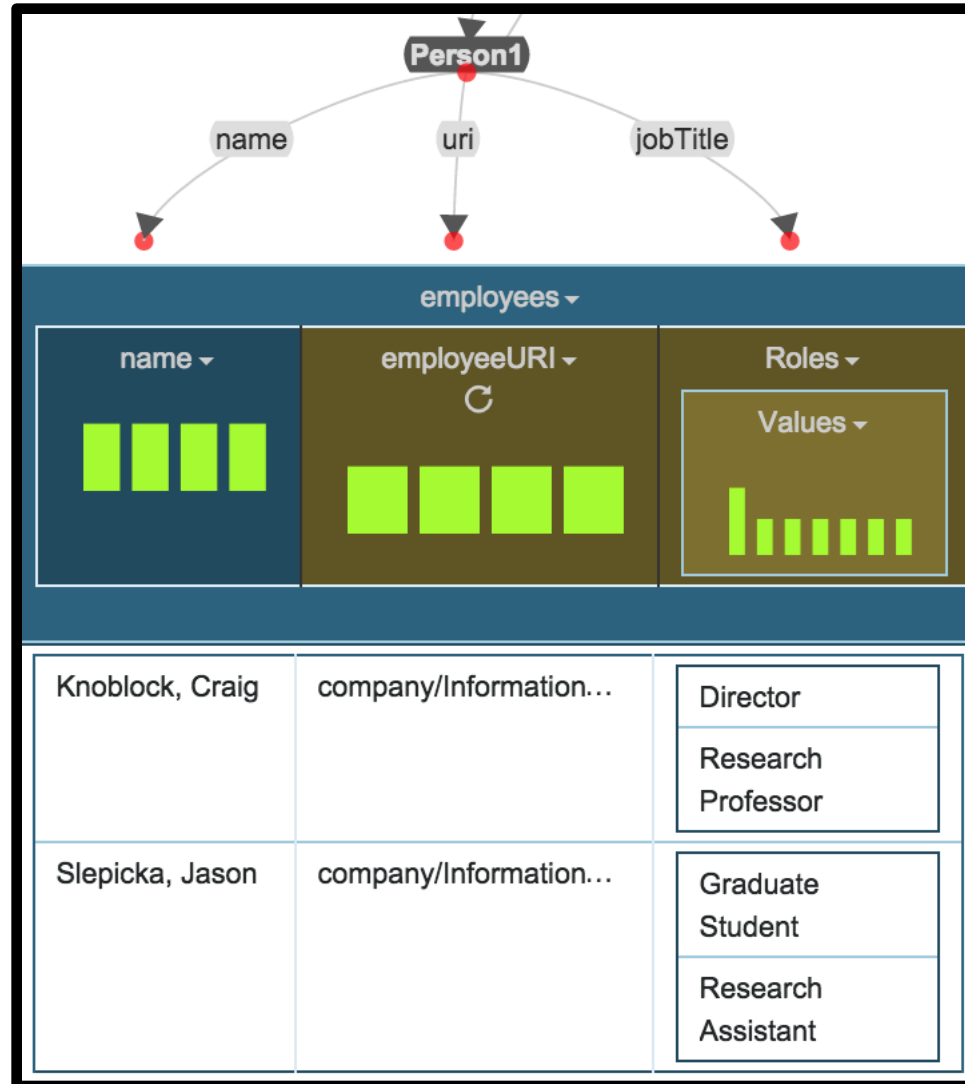 Person1
name
uri
jobTitle
employees
name
employeeURI
Roles
Values
Knoblock, Craig
company/Information...
Director
Research
Professor
Slepicka, Jason
company/Information...
Graduate
Student
Research
Assistant